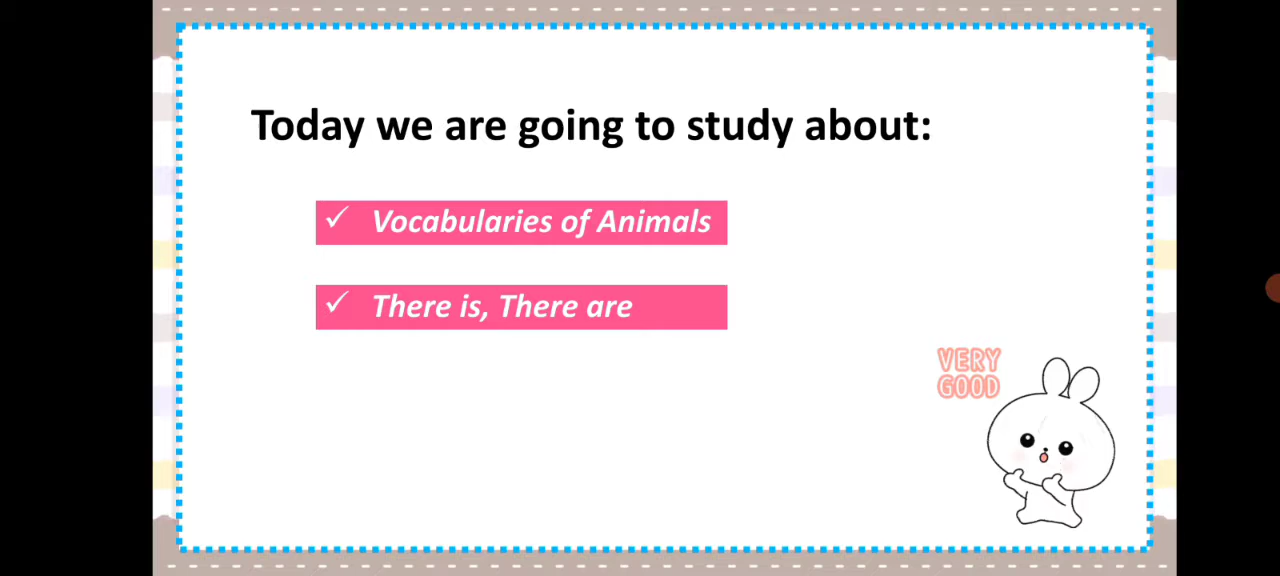 Today we are going to study about:
✓ Vocabularies of Animals
✓ There is, There are
VERY
GOOD